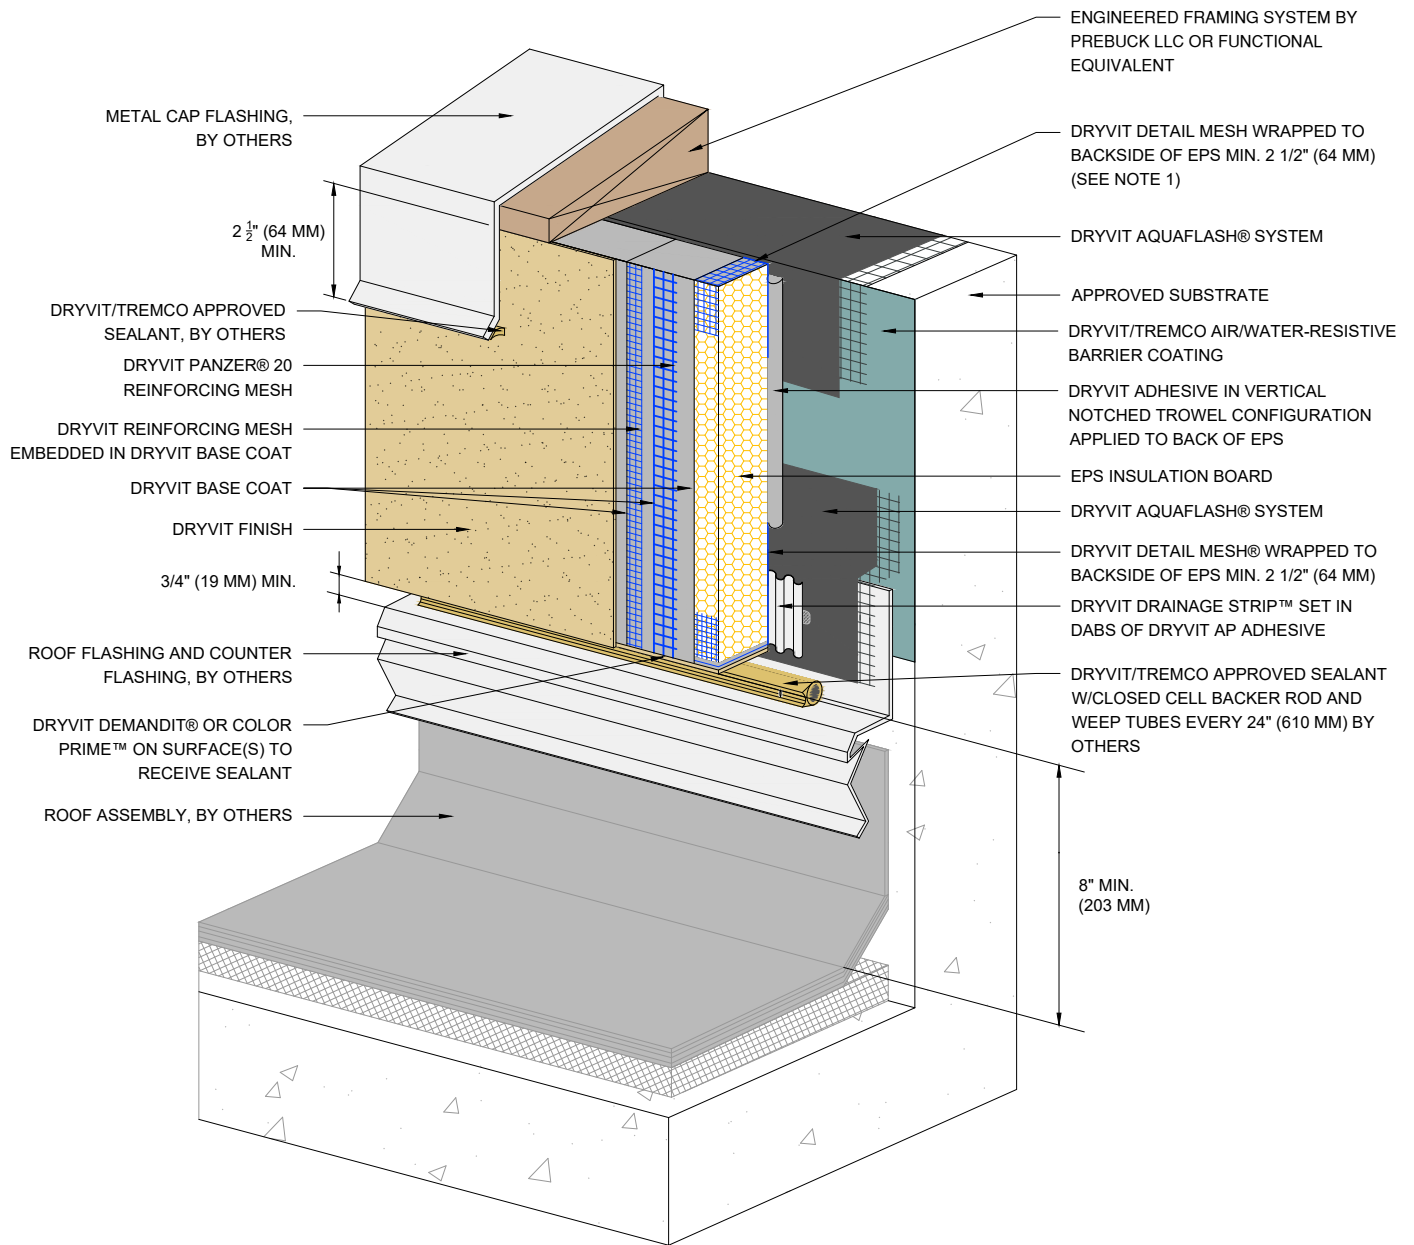 METAL CAP FLASHING,
BY OTHERS
2 1/2" (64 MM)
MIN.
DRYVIT/TREMCO APPROVED
SEALANT, BY OTHERS
DRYVIT PANZER® 20
REINFORCING MESH
DRYVIT REINFORCING MESH
EMBEDDED IN DRYVIT BASE COAT
DRYVIT BASE COAT
DRYVIT FINISH
3/4" (19 MM) MIN.
ROOF FLASHING AND COUNTER
FLASHING, BY OTHERS
DRYVIT DEMANDIT® OR COLOR
PRIME™ ON SURFACE(S) TO
RECEIVE SEALANT
ROOF ASSEMBLY, BY OTHERS
ENGINEERED FRAMING SYSTEM BY
PREBUCK LLC OR FUNCTIONAL
EQUIVALENT
DRYVIT DETAIL MESH WRAPPED TO
BACKSIDE OF EPS MIN. 2 1/2" (64 MM)
(SEE NOTE 1)
DRYVIT AQUAFLASH® SYSTEM
APPROVED SUBSTRATE
DRYVIT/TREMCO AIR/WATER-RESISTIVE
BARRIER COATING
DRYVIT ADHESIVE IN VERTICAL
NOTCHED TROWEL CONFIGURATION
APPLIED TO BACK OF EPS
EPS INSULATION BOARD
DRYVIT AQUAFLASH® SYSTEM
DRYVIT DETAIL MESH® WRAPPED TO
BACKSIDE OF EPS MIN. 2 1/2" (64 MM)
DRYVIT DRAINAGE STRIP™ SET IN
DABS OF DRYVIT AP ADHESIVE
DRYVIT/TREMCO APPROVED SEALANT
W/CLOSED CELL BACKER ROD AND
WEEP TUBES EVERY 24" (610 MM) BY
OTHERS
8" MIN.
(203 MM)